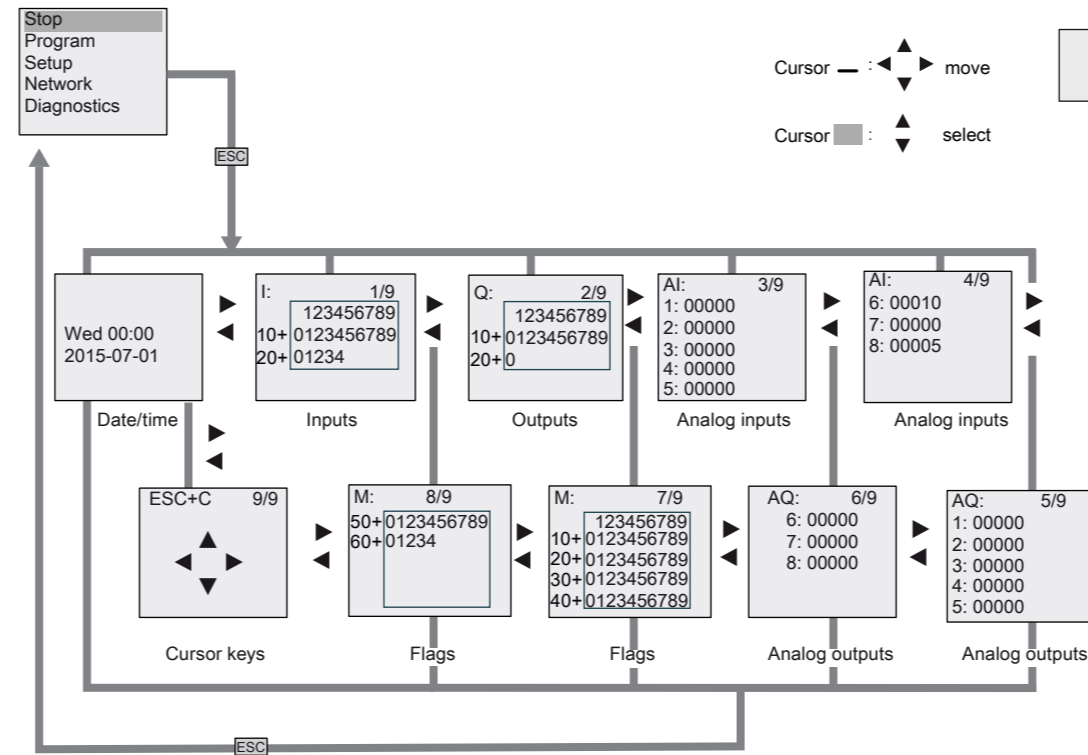 Stop
Program
Setup
Network
Diagnostics
Cursor : move
Cursor : select
ESC
Wed 00:00
2015-07-01
Date/time
I: 1/9
123456789
10+ 0123456789
20+ 01234
Inputs
Q: 2/9
123456789
10+ 0123456789
20+ 0
Outputs
AI: 3/9
1: 00000
2: 00000
3: 00000
4: 00000
5: 00000
Analog inputs
AI: 4/9
6: 00010
7: 00000
8: 00005
Analog inputs
ESC+C 9/9
Cursor keys
M: 8/9
50+ 0123456789
60+ 01234
Flags
M: 7/9
123456789
10+ 0123456789
20+ 0123456789
30+ 0123456789
40+ 0123456789
Flags
AQ: 6/9
6: 00000
7: 00000
8: 00000
Analog outputs
AQ: 5/9
1: 00000
2: 00000
3: 00000
4: 00000
5: 00000
Analog outputs
ESC